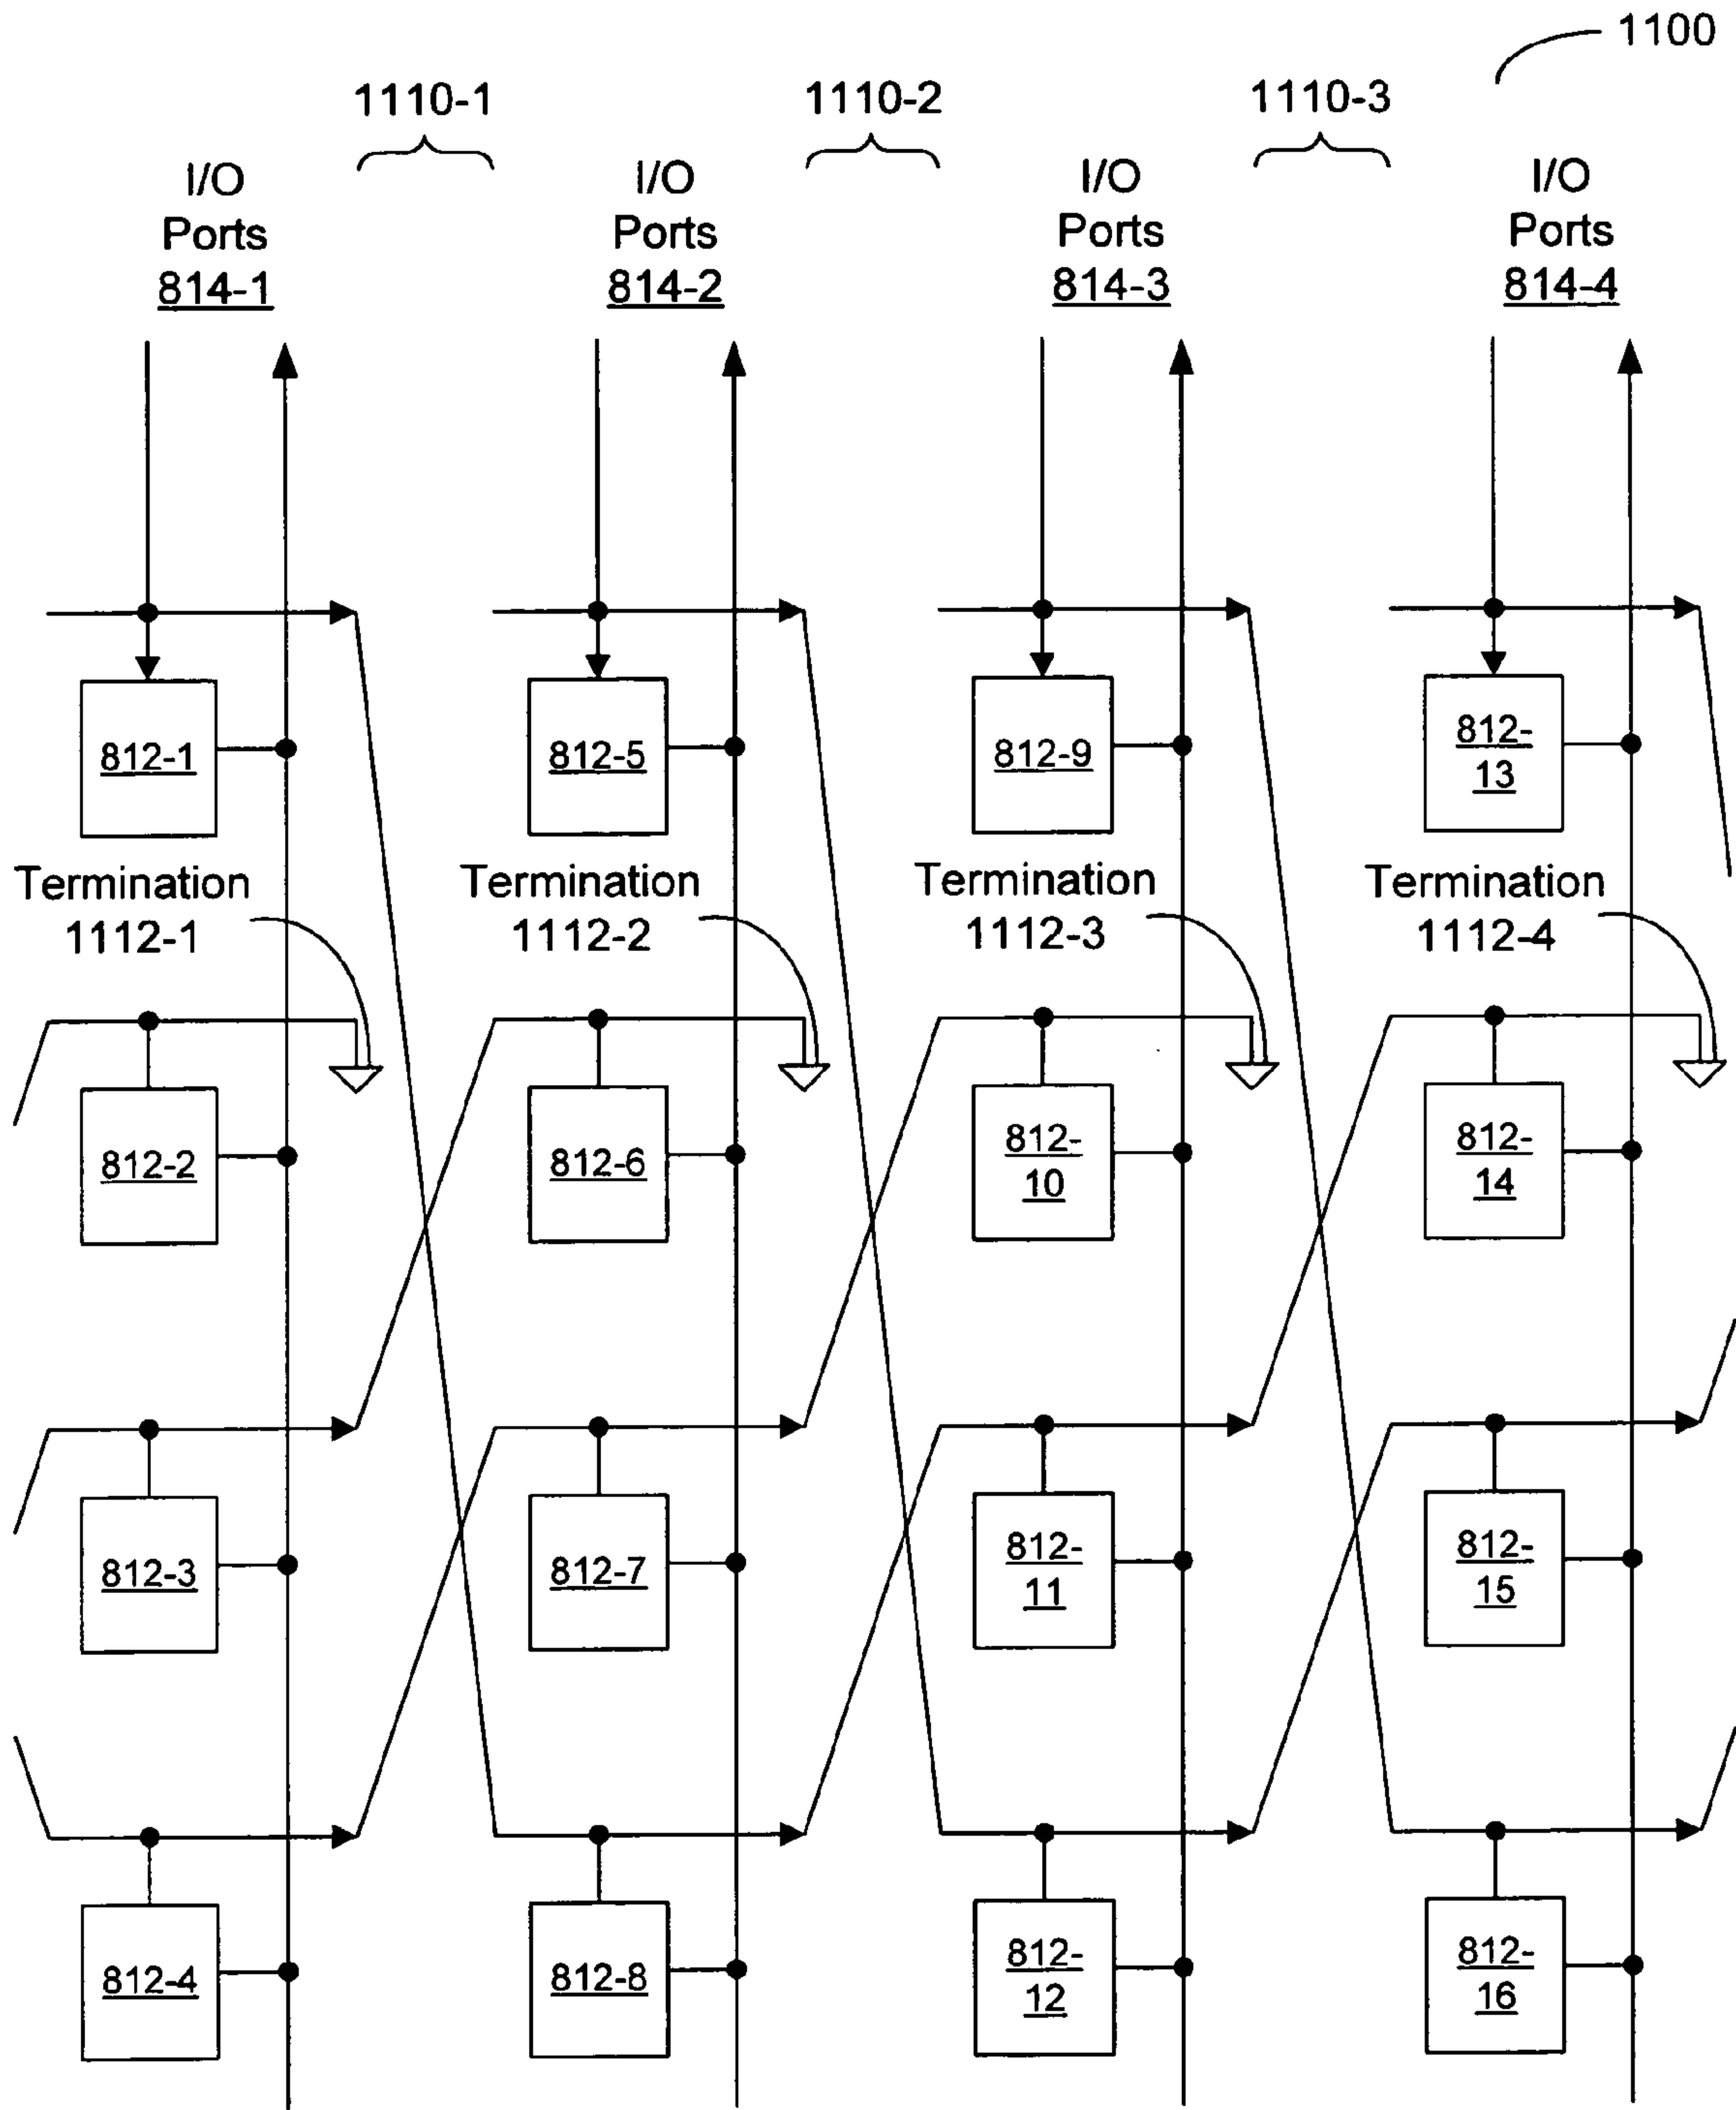 1100
1110-1
1110-2
1110-3
I/O
Ports
814-1
I/O
Ports
814-2
I/O
Ports
814-3
I/O
Ports
814-4
812-1
812-5
812-9
812-
13
Termination
1112-1
Termination
1112-2
Termination
1112-3
Termination
1112-4
812-2
812-6
812-
10
812-
14
812-3
812-7
812-
11
812-
15
812-4
812-8
812-
12
812-
16